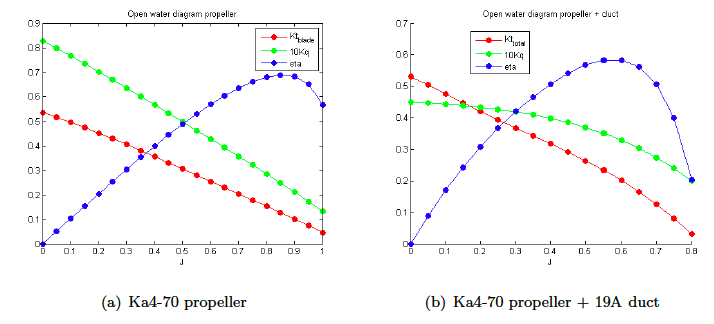 Open water diagram propeller
Kt_blade
10Kq
eta
0.9
0.8
0.7
0.6
0.5
0.4
0.3
0.2
0.1
0
0 0.1 0.2 0.3 0.4 0.5 0.6 0.7 0.8 0.9 1
J
(a) Ka4-70 propeller
Open water diagram propeller + duct
Kt_total
10Kq
eta
0.7
0.6
0.5
0.4
0.3
0.2
0.1
0
0 0.1 0.2 0.3 0.4 0.5 0.6 0.7 0.8
J
(b) Ka4-70 propeller + 19A duct